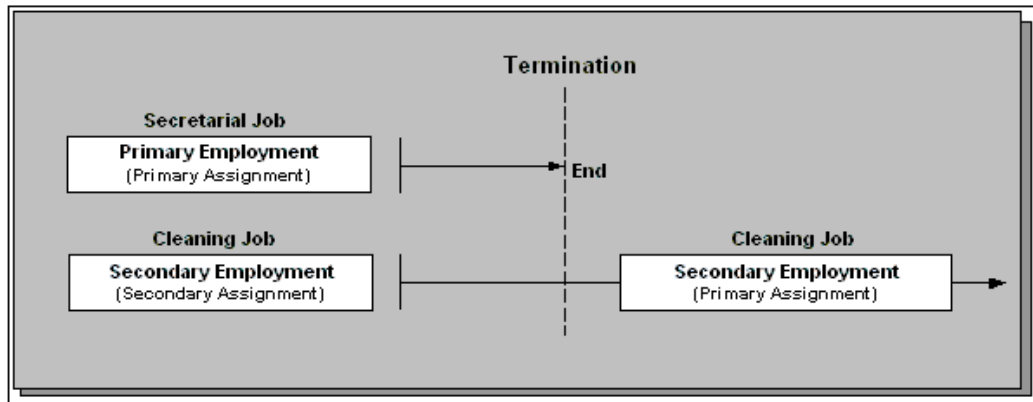 Termination
Secretarial Job
Primary Employment
(Primary Assignment)
End
Cleaning Job
Secondary Employment
(Secondary Assignment)
Cleaning Job
Secondary Employment
(Primary Assignment)